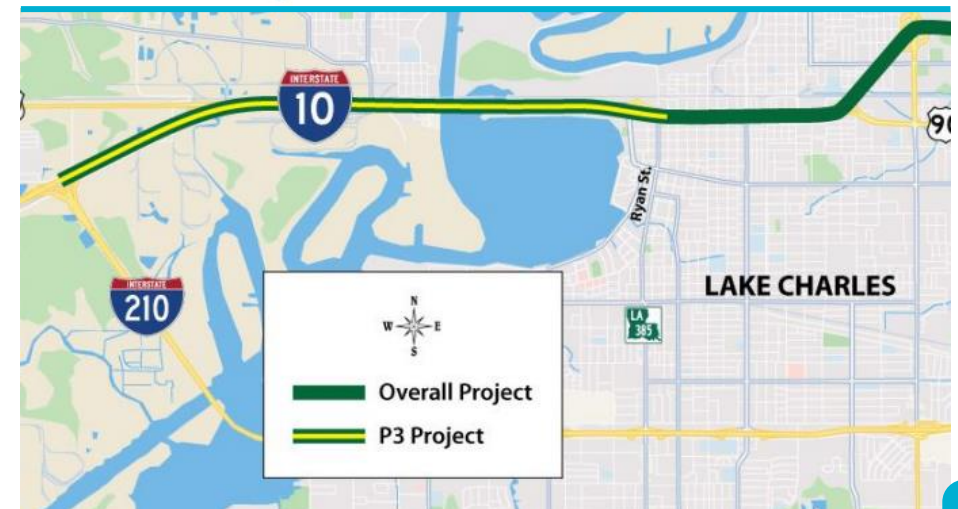 INTERSTATE
10
90
Ryan St.
LAKE CHARLES
INTERSTATE
210
LA
385
N
W E
S
Overall Project
P3 Project